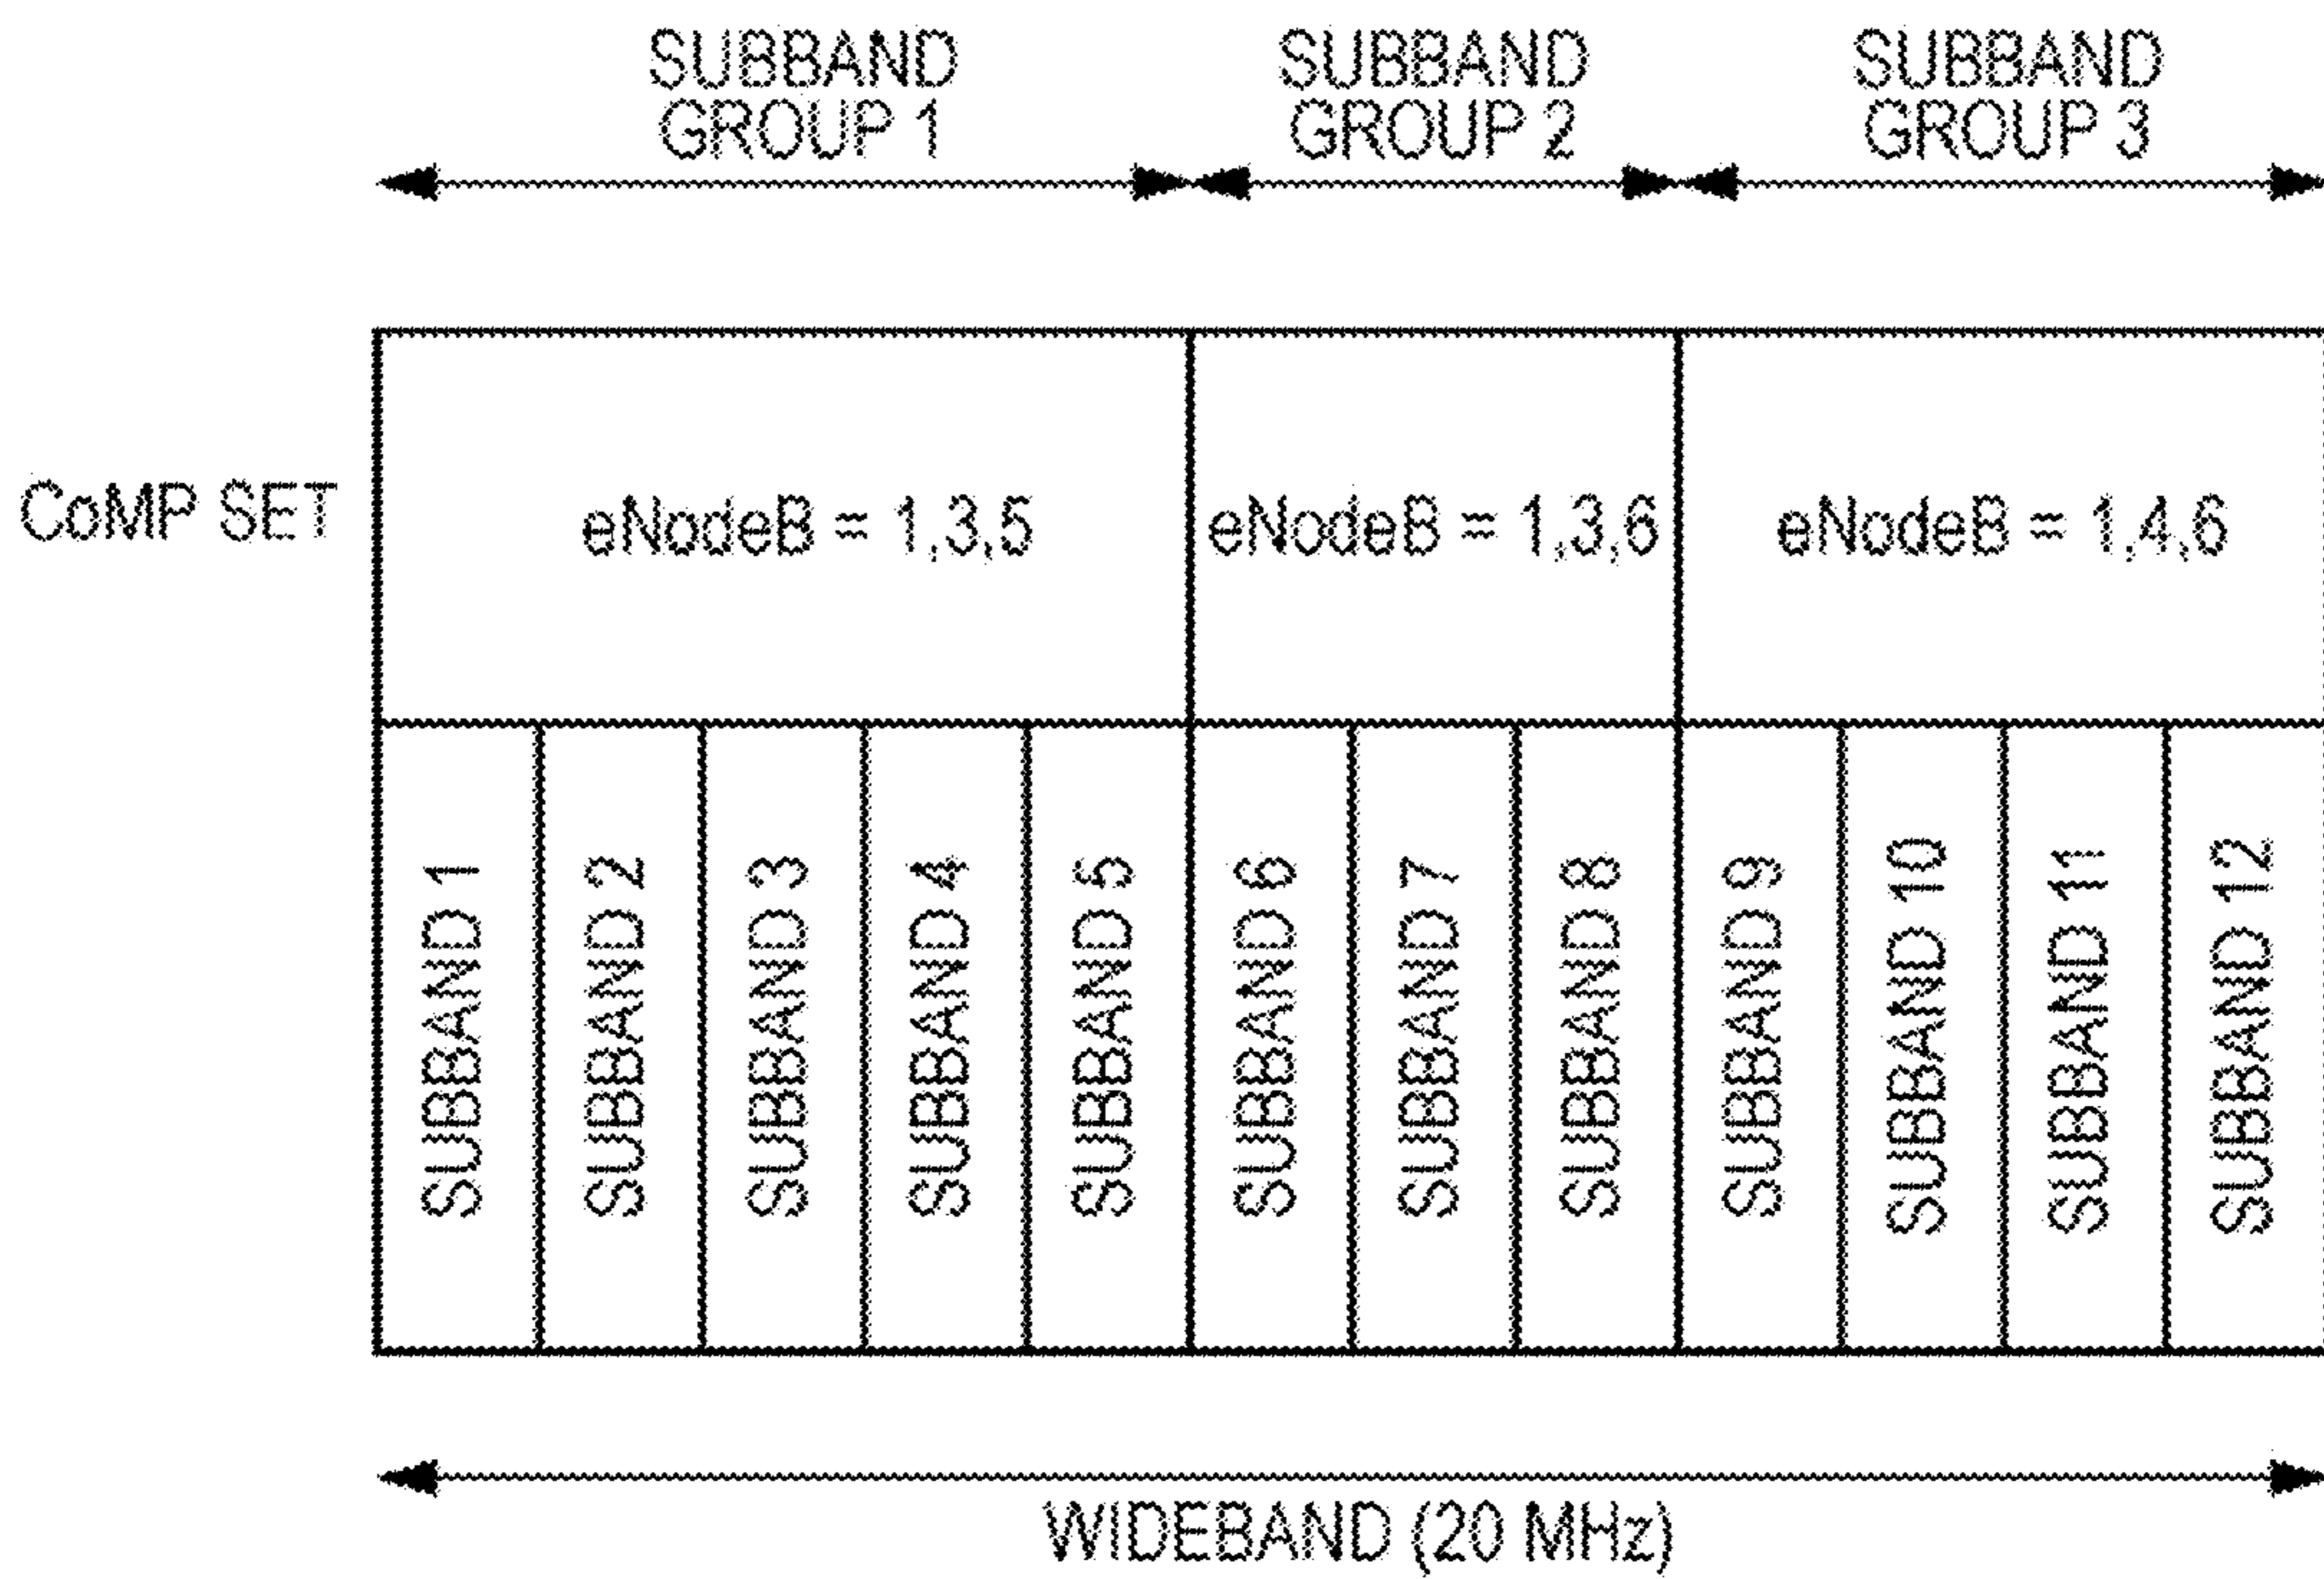 SUBBAND
GROUP 1
SUBBAND
GROUP 2
SUBBAND
GROUP 3
CoMP SET
eNodeB = 1,3,5
eNodeB = 1,3,6
eNodeB = 1,4,6
SUBBAND 1
SUBBAND 2
SUBBAND 3
SUBBAND 4
SUBBAND 5
SUBBAND 6
SUBBAND 7
SUBBAND 8
SUBBAND 9
SUBBAND 10
SUBBAND 11
SUBBAND 12
WIDEBAND (20 MHz)